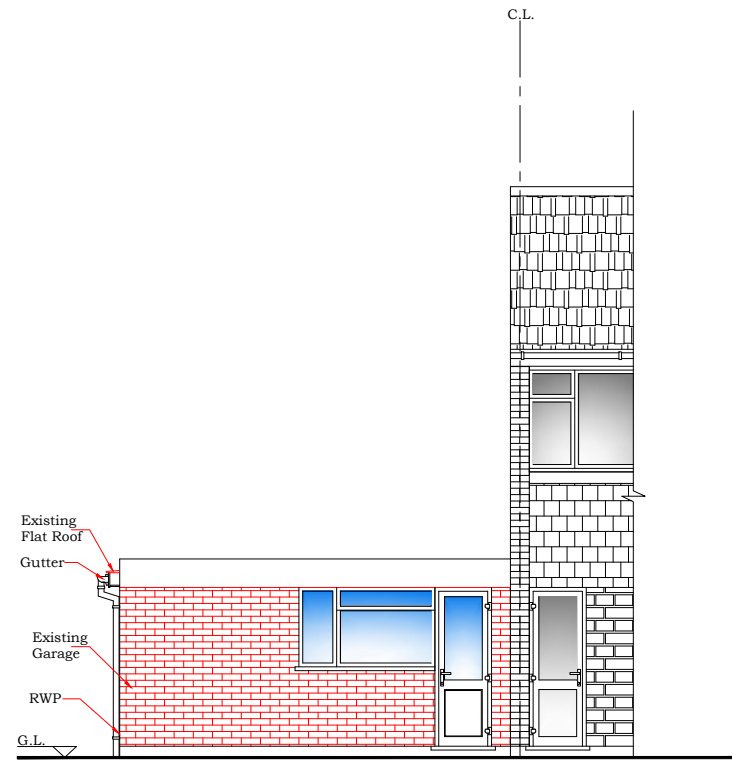 C.L.
Existing
Flat Roof
Gutter
Existing
Garage
RWP
G.L.